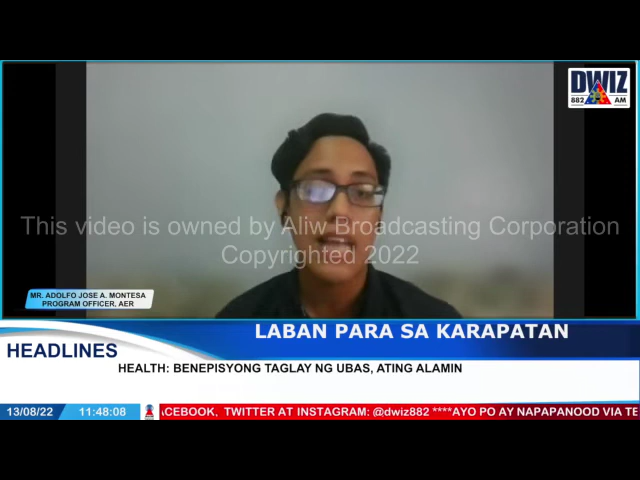 DWIZ
882 AM
This video is owned by Aliw Broadcasting Corporation
Copyrighted 2022
MR. ADOLFO JOSE A. MONTESA
PROGRAM OFFICER, AER
LABAN PARA SA KARAPATAN
HEADLINES
HEALTH: BENEPISYONG TAGLAY NG UBAS, ATING ALAMIN
13/08/22 11:48:08 ACEBOOK, TWITTER AT INSTAGRAM: @dwiz882 ****AYO PO AY NAPAPANOOD VIA TE